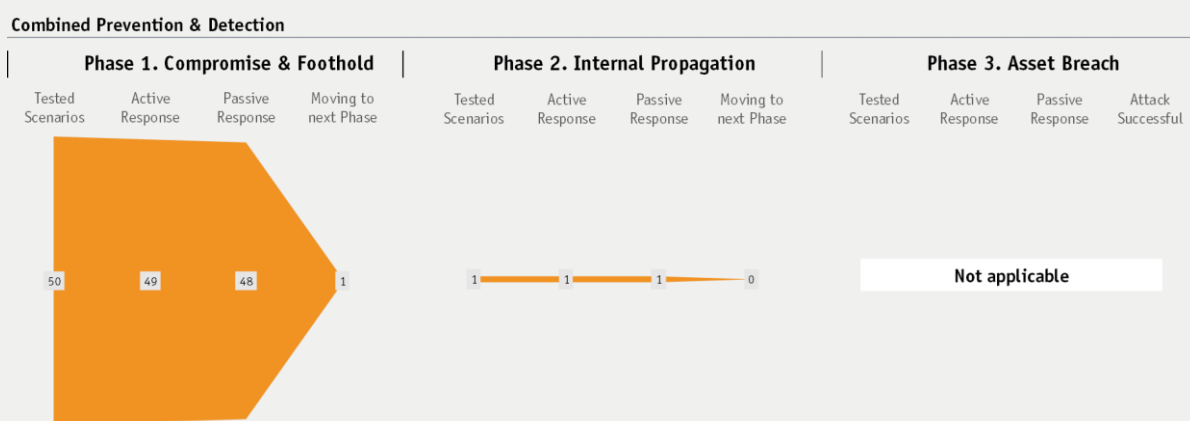 Combined Prevention & Detection
Phase 1. Compromise & Foothold
Phase 2. Internal Propagation
Phase 3. Asset Breach
Tested Scenarios
Active Response
Passive Response
Moving to next Phase
Tested Scenarios
Active Response
Passive Response
Moving to next Phase
Tested Scenarios
Active Response
Passive Response
Attack Successful
50
49
48
1
1
1
1
0
Not applicable